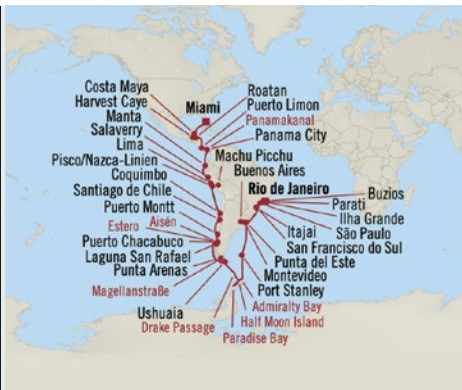 Costa Maya
Harvest Caye
Manta
Salaverry
Lima
Pisco/Nazca-Linien
Coquimbo
Santiago de Chile
Puerto Montt
Aisén
Estero
Puerto Chacabuco
Laguna San Rafael
Punta Arenas
Magellanstraße
Ushuaia
Drake Passage
Miami
Roatan
Puerto Limon
Panamakanal
Panama City
Machu Picchu
Buenos Aires
Rio de Janeiro
Buzios
Parati
Ilha Grande
São Paulo
Itajai
San Francisco do Sul
Punta del Este
Montevideo
Port Stanley
Admiralty Bay
Half Moon Island
Paradise Bay